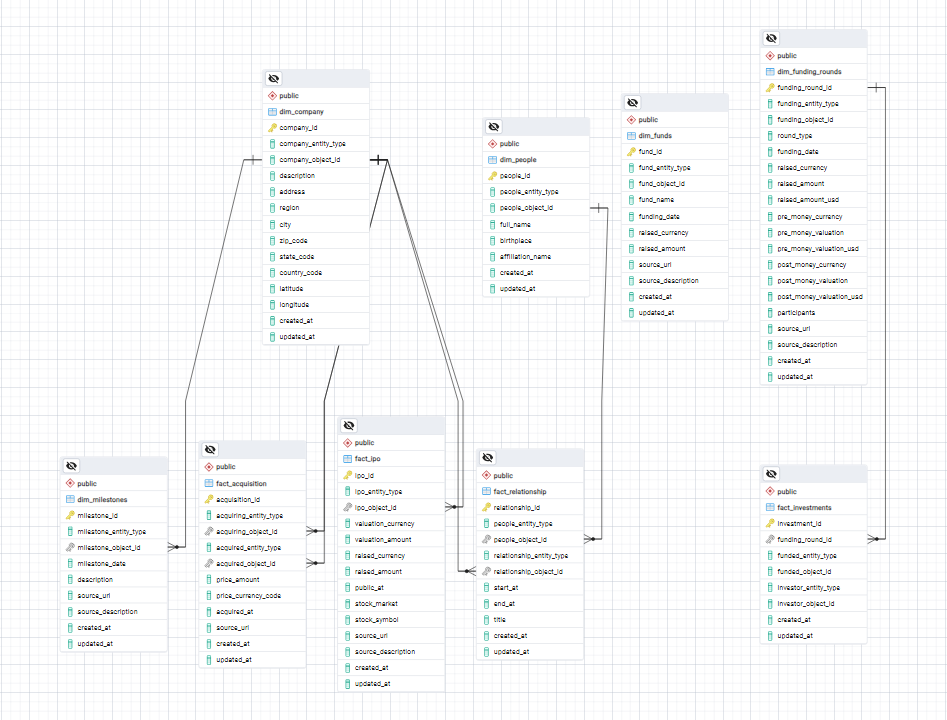 public
dim_company
company_id
company_entity_type
company_object_id
description
address
region
city
zip_code
state_code
country_code
latitude
longitude
created_at
updated_at
public
dim_people
people_id
people_entity_type
people_object_id
full_name
birthplace
affiliation_name
created_at
updated_at
public
dim_funds
fund_id
fund_entity_type
fund_object_id
fund_name
funding_date
raised_currency
raised_amount
source_url
source_description
created_at
updated_at
public
dim_funding_rounds
funding_round_id
funding_entity_type
funding_object_id
round_type
funding_date
raised_currency
raised_amount
raised_amount_usd
pre_money_currency
pre_money_valuation
pre_money_valuation_usd
post_money_currency
post_money_valuation
post_money_valuation_usd
participants
source_url
source_description
created_at
updated_at
public
dim_milestones
milestone_id
milestone_entity_type
milestone_object_id
milestone_date
description
source_url
source_description
created_at
updated_at
public
fact_acquisition
acquisition_id
acquiring_entity_type
acquiring_object_id
acquired_entity_type
acquired_object_id
price_amount
price_currency_code
acquired_at
source_url
created_at
updated_at
public
fact_ipo
ipo_id
ipo_entity_type
ipo_object_id
valuation_currency
valuation_amount
raised_currency
raised_amount
public_at
stock_market
stock_symbol
source_url
source_description
created_at
updated_at
public
fact_relationship
relationship_id
people_entity_type
people_object_id
relationship_entity_type
relationship_object_id
start_at
end_at
title
created_at
updated_at
public
fact_investments
investment_id
funding_round_id
funded_entity_type
funded_object_id
investor_entity_type
investor_object_id
created_at
updated_at